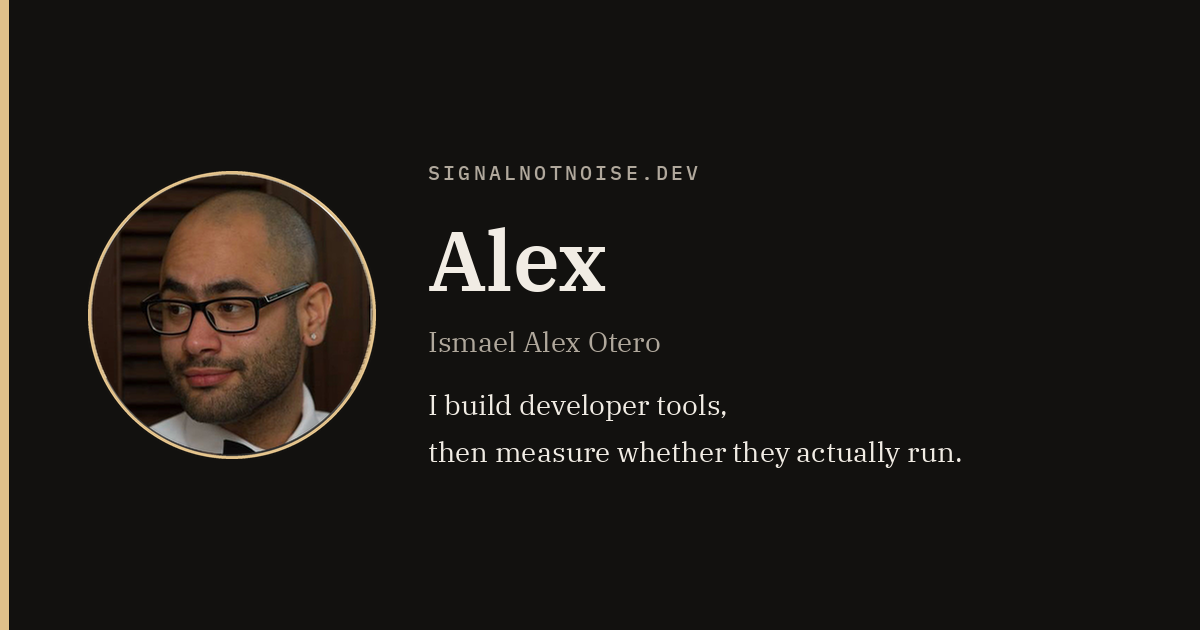 SIGNALNOTNOISE.DEV
Alex
Ismael Alex Otero
I build developer tools,
then measure whether they actually run.